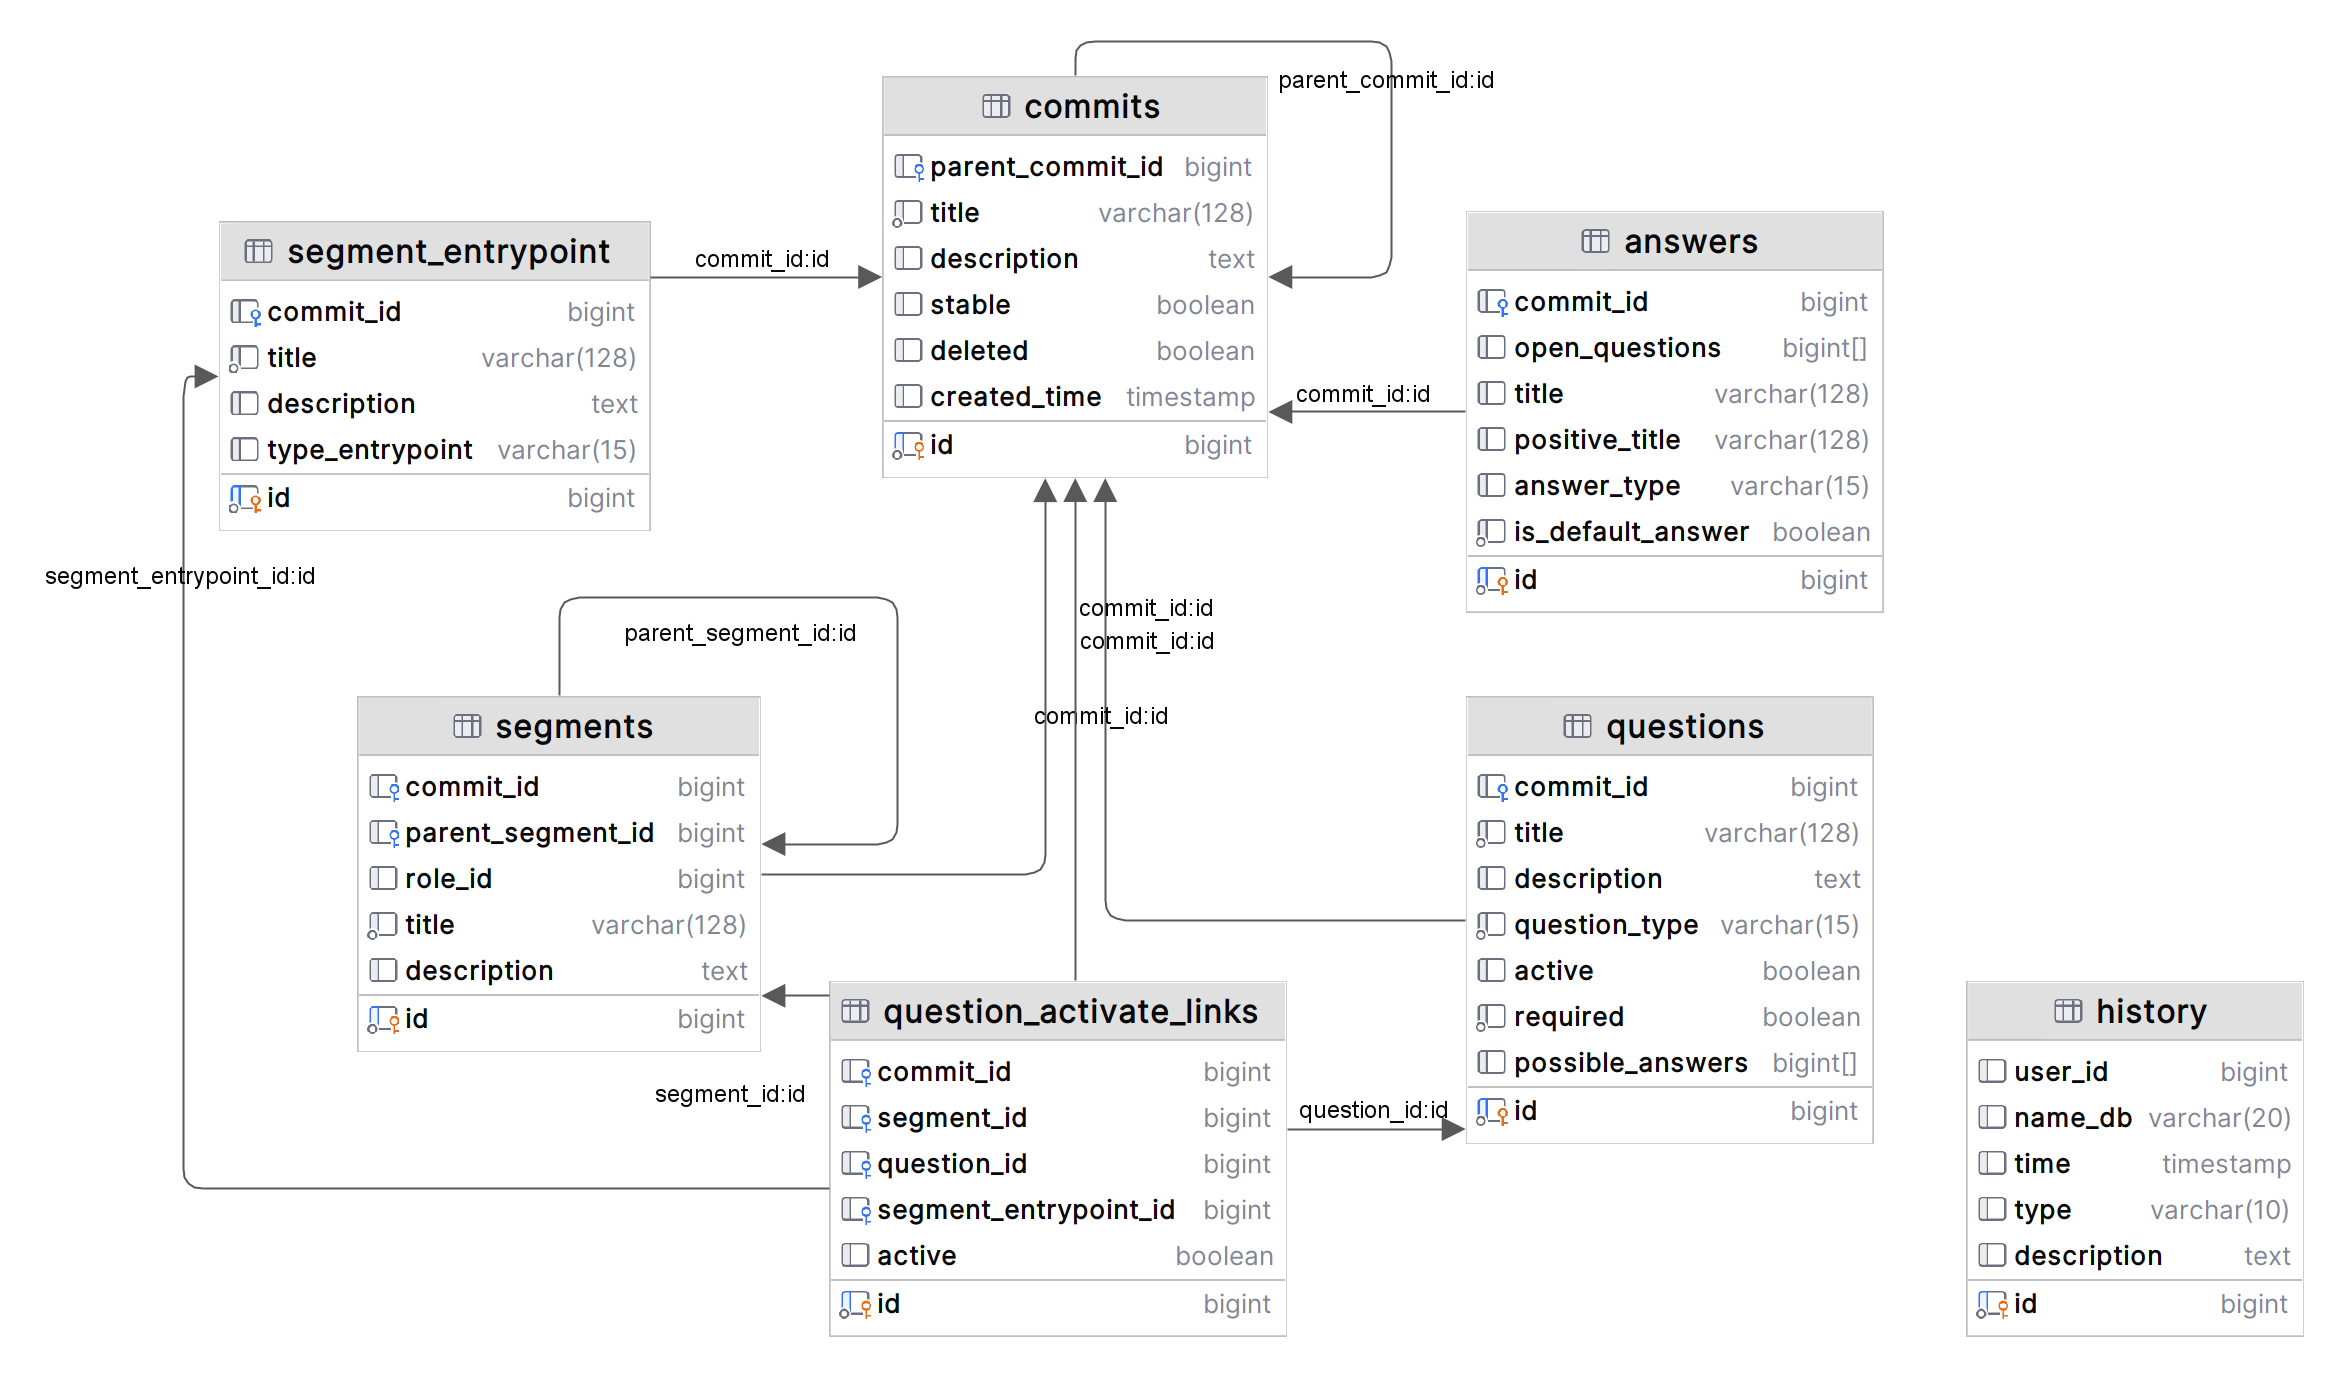 parent_commit_id:id
commits
parent_commit_id bigint
title varchar(128)
description text
stable boolean
deleted boolean
created_time timestamp
id bigint
segment_entrypoint
commit_id bigint
title varchar(128)
description text
type_entrypoint varchar(15)
id bigint
commit_id:id
answers
commit_id bigint
open_questions bigint[]
title varchar(128)
positive_title varchar(128)
answer_type varchar(15)
is_default_answer boolean
id bigint
commit_id:id
segment_entrypoint_id:id
parent_segment_id:id
commit_id:id
commit_id:id
commit_id:id
segments
commit_id bigint
parent_segment_id bigint
role_id bigint
title varchar(128)
description text
id bigint
questions
commit_id bigint
title varchar(128)
description text
question_type varchar(15)
active boolean
required boolean
possible_answers bigint[]
id bigint
segment_id:id
question_activate_links
commit_id bigint
segment_id bigint
question_id bigint
segment_entrypoint_id bigint
active boolean
id bigint
question_id:id
history
user_id bigint
name_db varchar(20)
time timestamp
type varchar(10)
description text
id bigint